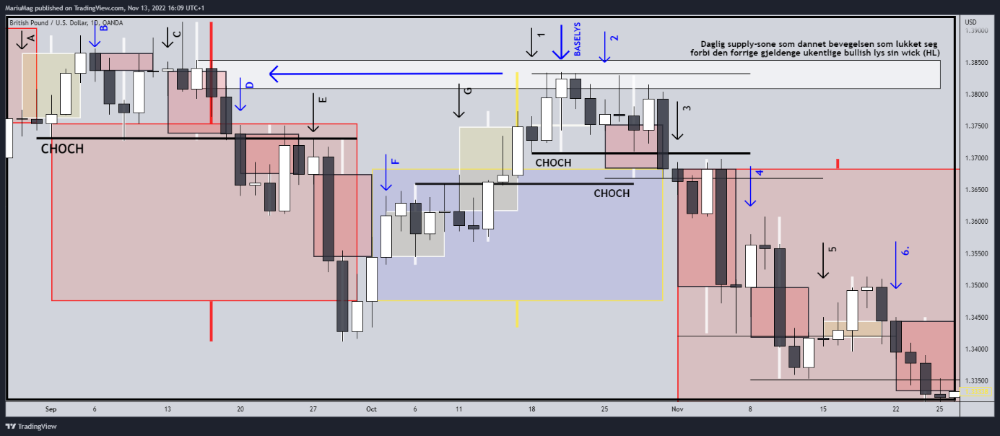 MariuMag published on TradingView.com, Nov 13, 2022 16:09 UTC+1
British Pound / U.S. Dollar, 1D, OANDA
USD
A
B
C
D
E
F
G
1
BASELYS
2
3
4
5
6.
Daglig supply-sone som dannet bevegelsen som lukket seg
forbi den forrige gjeldenge ukentlige bullish lys sin wick (HL)
CHOCH
CHOCH
CHOCH
1.39000
1.38500
1.38000
1.37500
1.37000
1.36500
1.36000
1.35500
1.35000
1.34500
1.34000
1.33500
Sep
6
13
20
27
Oct
6
11
18
25
Nov
8
15
22
25
TradingView